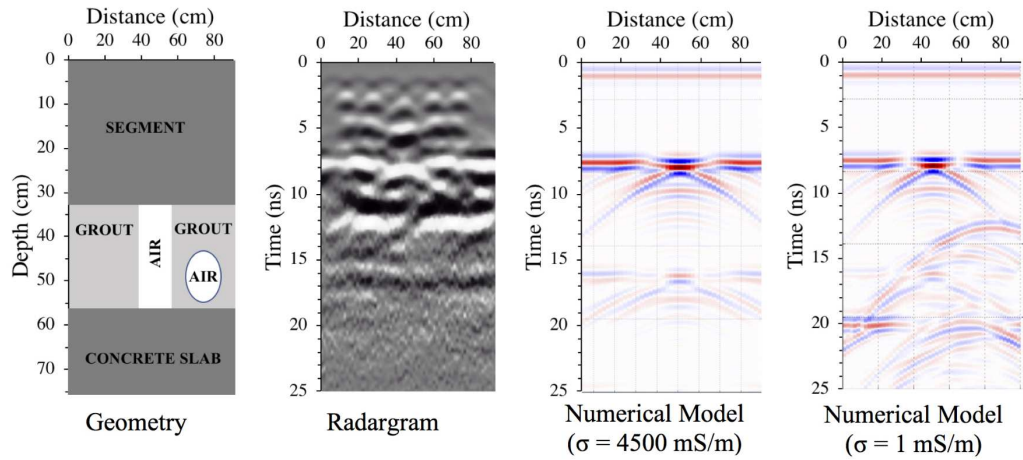 Distance (cm)
0 20 40 60 80
Depth (cm)
0
10
20
30
40
50
60
70
SEGMENT
GROUT
AIR
GROUT
AIR
CONCRETE SLAB
Geometry
Distance (cm)
0 20 40 60 80
Time (ns)
0
5
10
15
20
25
Radargram
Distance (cm)
0 20 40 60 80
Time (ns)
0
5
10
15
20
25
Numerical Model
(σ = 4500 mS/m)
Distance (cm)
0 20 40 60 80
Time (ns)
0
5
10
15
20
25
Numerical Model
(σ = 1 mS/m)